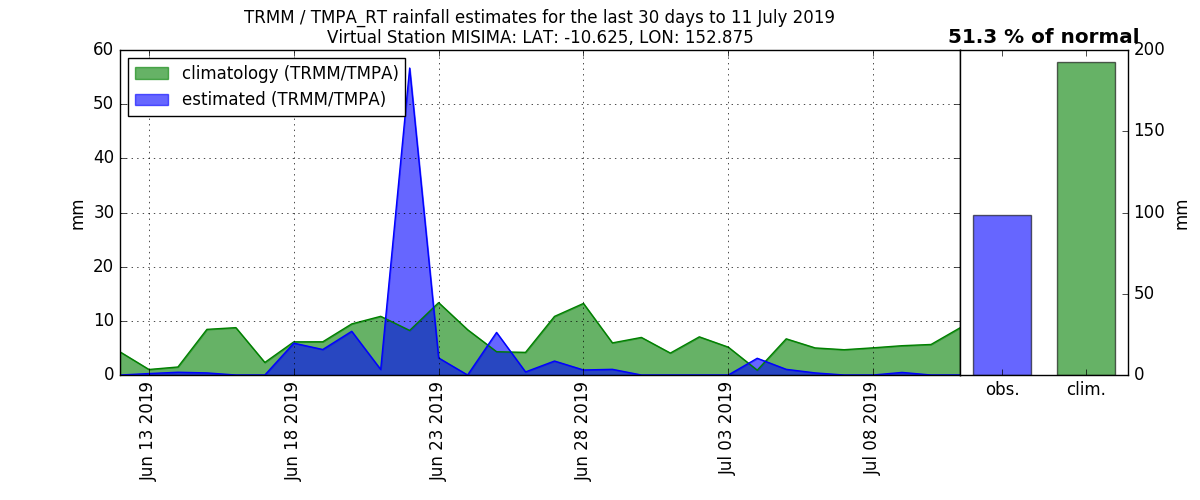 TRMM / TMPA_RT rainfall estimates for the last 30 days to 11 July 2019
Virtual Station MISIMA: LAT: -10.625, LON: 152.875
51.3 % of normal
climatology (TRMM/TMPA)
estimated (TRMM/TMPA)
60
50
40
30
20
10
0
mm
200
150
100
50
0
mm
Jun 13 2019
Jun 18 2019
Jun 23 2019
Jun 28 2019
Jul 03 2019
Jul 08 2019
obs.
clim.